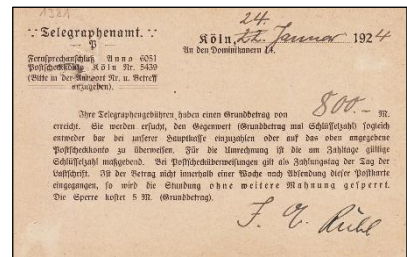 1381
Telegraphenamt.
P
Fernsprechanschluß Anno 6051
Postscheckkonto Köln Nr. 5439
(Bitte in der Antwort Nr. u. Betreff
anzugeben).
24.
Köln, 22. Januar 1924
An den Dominikanern 14.
Ihre Telegraphengebühren haben einen Grundbetrag von 800.- M.
erreicht. Sie werden ersucht, den Gegenwert (Grundbetrag mal Schlüsselzahl) sogleich
entweder bar bei unserer Hauptkasse einzuzahlen oder auf das oben angegebene
Postscheckkonto zu überweisen. Für die Umrechnung ist die am Zahltage gültige
Schlüsselzahl maßgebend. Bei Postschecküberweisungen gilt als Zahlungstag der Tag der
Lastschrift. Ist der Betrag nicht innerhalb einer Woche nach Absendung dieser Postkarte
eingegangen, so wird die Stundung ohne weitere Mahnung gesperrt.
Die Sperre kostet 5 M. (Grundbetrag).